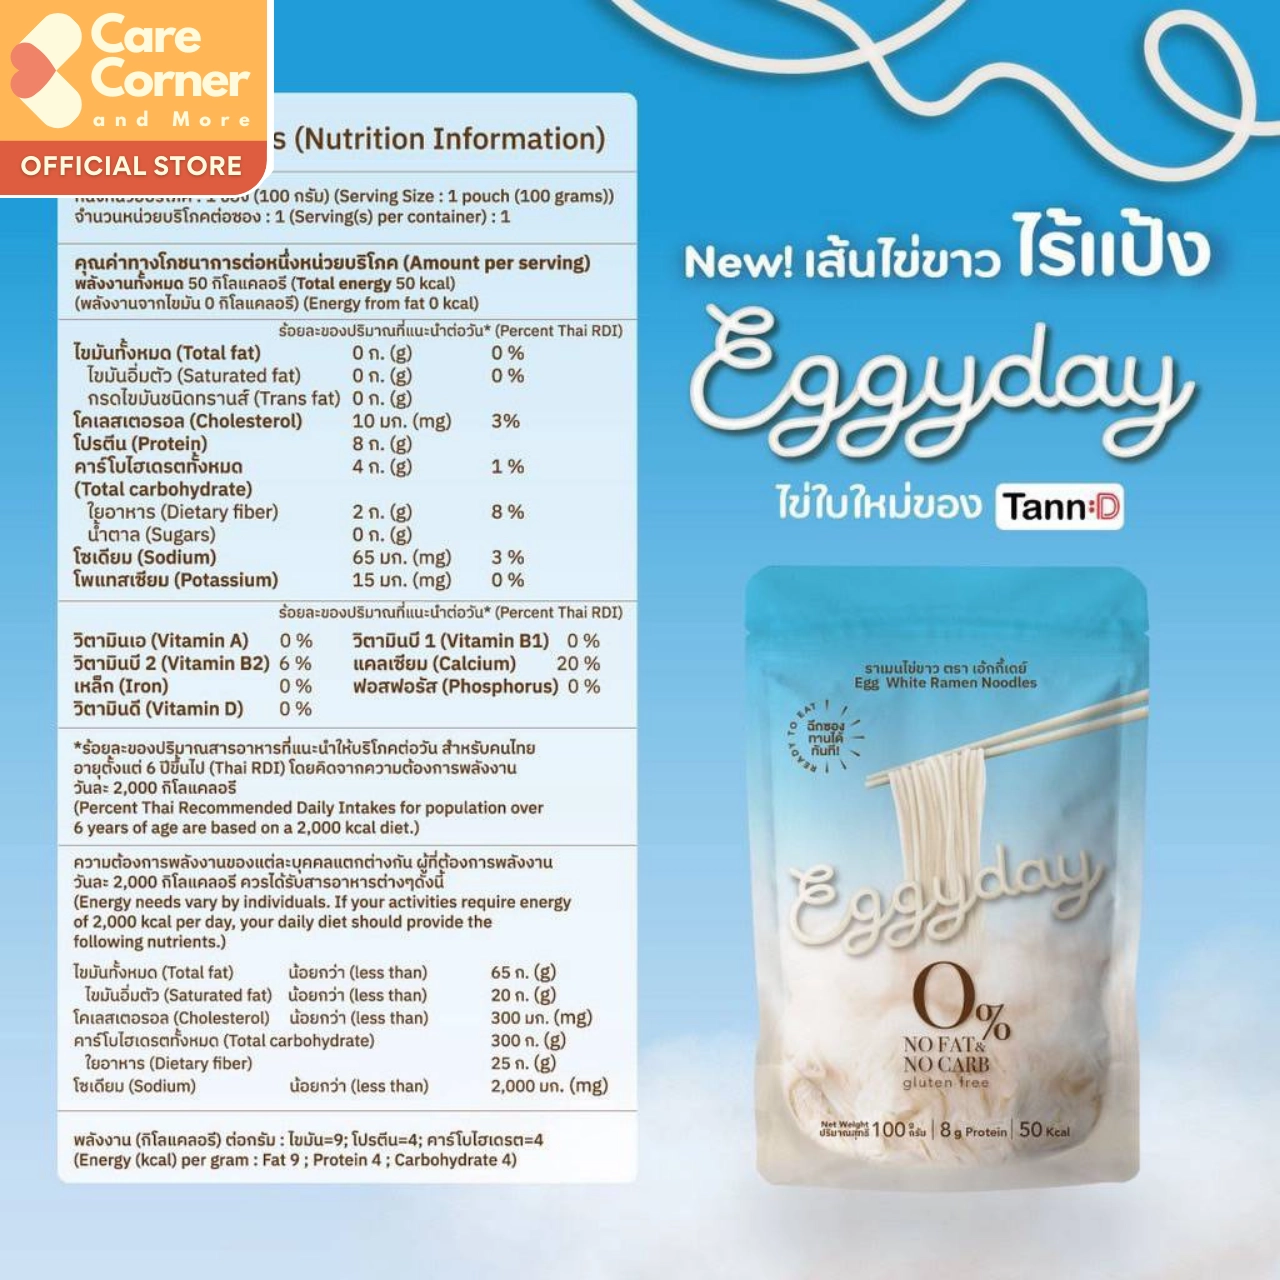 Care
Corner
and More
OFFICIAL STORE
(Nutrition Information)
(100 กรัม) (Serving Size : 1 pouch (100 grams))
จำนวนหน่วยบริโภคต่อซอง : 1 (Serving(s) per container) : 1
คุณค่าทางโภชนาการต่อหนึ่งหน่วยบริโภค (Amount per serving)
พลังงานทั้งหมด 50 กิโลแคลอรี (Total energy 50 kcal)
(พลังงานจากไขมัน 0 กิโลแคลอรี) (Energy from fat 0 kcal)
ร้อยละของปริมาณที่แนะนำต่อวัน* (Percent Thai RDI)
ไขมันทั้งหมด (Total fat) 0 ก. (g) 0 %
ไขมันอิ่มตัว (Saturated fat) 0 ก. (g) 0 %
กรดไขมันชนิดทรานส์ (Trans fat) 0 ก. (g)
โคเลสเตอรอล (Cholesterol) 10 มก. (mg) 3%
โปรตีน (Protein) 8 ก. (g)
คาร์โบไฮเดรตทั้งหมด 4 ก. (g) 1 %
(Total carbohydrate)
ใยอาหาร (Dietary fiber) 2 ก. (g) 8 %
น้ำตาล (Sugars) 0 ก. (g)
โซเดียม (Sodium) 65 มก. (mg) 3 %
โพแทสเซียม (Potassium) 15 มก. (mg) 0 %
ร้อยละของปริมาณที่แนะนำต่อวัน* (Percent Thai RDI)
วิตามินเอ (Vitamin A) 0 % วิตามินบี 1 (Vitamin B1) 0 %
วิตามินบี 2 (Vitamin B2) 6 % แคลเซียม (Calcium) 20 %
เหล็ก (Iron) 0 % ฟอสฟอรัส (Phosphorus) 0 %
วิตามินดี (Vitamin D) 0 %
*ร้อยละของปริมาณสารอาหารที่แนะนำให้บริโภคต่อวัน สำหรับคนไทย
อายุตั้งแต่ 6 ปีขึ้นไป (Thai RDI) โดยคิดจากความต้องการพลังงาน
วันละ 2,000 กิโลแคลอรี
(Percent Thai Recommended Daily Intakes for population over
6 years of age are based on a 2,000 kcal diet.)
ความต้องการพลังงานของแต่ละบุคคลแตกต่างกัน ผู้ที่ต้องการพลังงาน
วันละ 2,000 กิโลแคลอรี ควรได้รับสารอาหารต่างๆดังนี้
(Energy needs vary by individuals. If your activities require energy
of 2,000 kcal per day, your daily diet should provide the
following nutrients.)
ไขมันทั้งหมด (Total fat) น้อยกว่า (less than) 65 ก. (g)
ไขมันอิ่มตัว (Saturated fat) น้อยกว่า (less than) 20 ก. (g)
โคเลสเตอรอล (Cholesterol) น้อยกว่า (less than) 300 มก. (mg)
คาร์โบไฮเดรตทั้งหมด (Total carbohydrate) 300 ก. (g)
ใยอาหาร (Dietary fiber) 25 ก. (g)
โซเดียม (Sodium) น้อยกว่า (less than) 2,000 มก. (mg)
พลังงาน (กิโลแคลอรี) ต่อกรัม : ไขมัน=9; โปรตีน=4; คาร์โบไฮเดรต=4
(Energy (kcal) per gram : Fat 9 ; Protein 4 ; Carbohydrate 4)
New! เส้นไข่ขาว ไร้แป้ง
Eggyday
ไข่ใบใหม่ของ Tann:D
ราเมนไข่ขาว ตรา เอ้กกี้เดย์
Egg White Ramen Noodles
READY TO EAT
ฉีกซอง
ทานได้
ทันที!
Eggyday
0%
NO FAT&
NO CARB
gluten free
Net Weight
ปริมาณสุทธิ 100 g กรัม | 8 g Protein | 50 Kcal